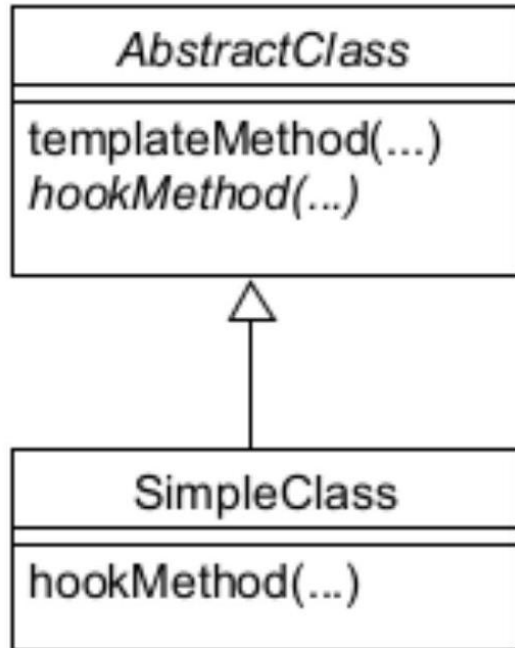 AbstractClass
templateMethod(...)
hookMethod(...)
SimpleClass
hookMethod(...)